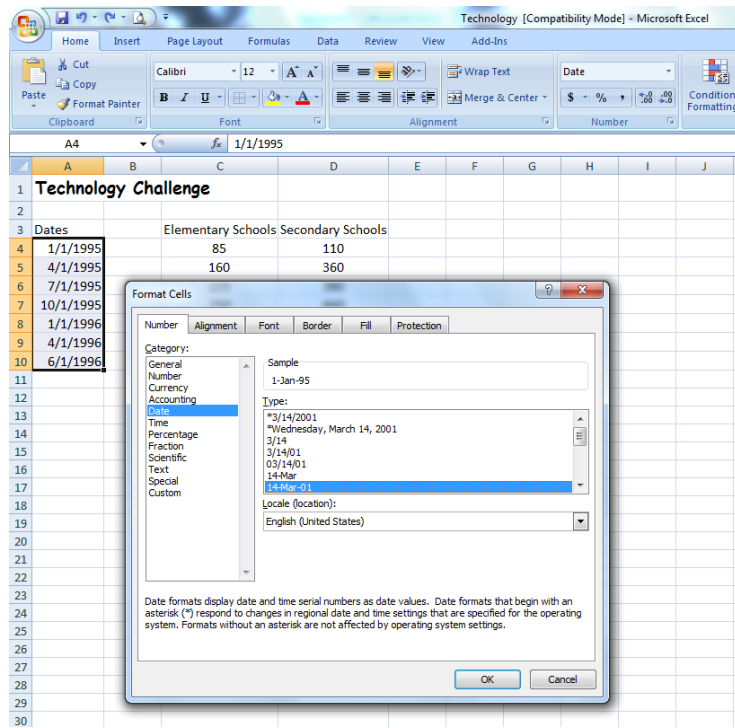 Technology [Compatibility Mode] - Microsoft Excel
Home Insert Page Layout Formulas Data Review View Add-Ins
Paste
Cut
Copy
Format Painter
Clipboard
Calibri 12 A A
B I U A
Font
Wrap Text
Merge & Center
Alignment
Date
$ % , .0 .00 .00 .0
Number
Condition
Formatting
A4 fx 1/1/1995
A B C D E F G H I J
1 Technology Challenge
2
3 Dates Elementary Schools Secondary Schools
4 1/1/1995 85 110
5 4/1/1995 160 360
6 7/1/1995
7 10/1/1995
8 1/1/1996
9 4/1/1996
10 6/1/1996
11
12
13
14
15
16
17
18
19
20
21
22
23
24
25
26
27
28
29
30
Format Cells
Number Alignment Font Border Fill Protection
Category:
General
Number
Currency
Accounting
Date
Time
Percentage
Fraction
Scientific
Text
Special
Custom
Sample
1-Jan-95
Type:
*3/14/2001
*Wednesday, March 14, 2001
3/14
3/14/01
03/14/01
14-Mar
14-Mar-01
Locale (location):
English (United States)
Date formats display date and time serial numbers as date values. Date formats that begin with an
asterisk (*) respond to changes in regional date and time settings that are specified for the operating
system. Formats without an asterisk are not affected by operating system settings.
OK Cancel